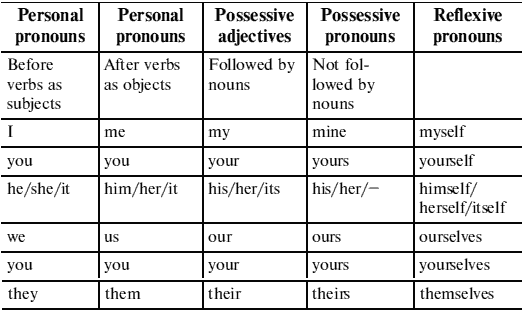 Personal pronouns | Personal pronouns | Possessive adjectives | Possessive pronouns | Reflexive pronouns
Before verbs as subjects | After verbs as objects | Followed by nouns | Not fol-lowed by nouns |
I | me | my | mine | myself
you | you | your | yours | yourself
he/she/it | him/her/it | his/her/its | his/her/− | himself/ herself/itself
we | us | our | ours | ourselves
you | you | your | yours | yourselves
they | them | their | theirs | themselves